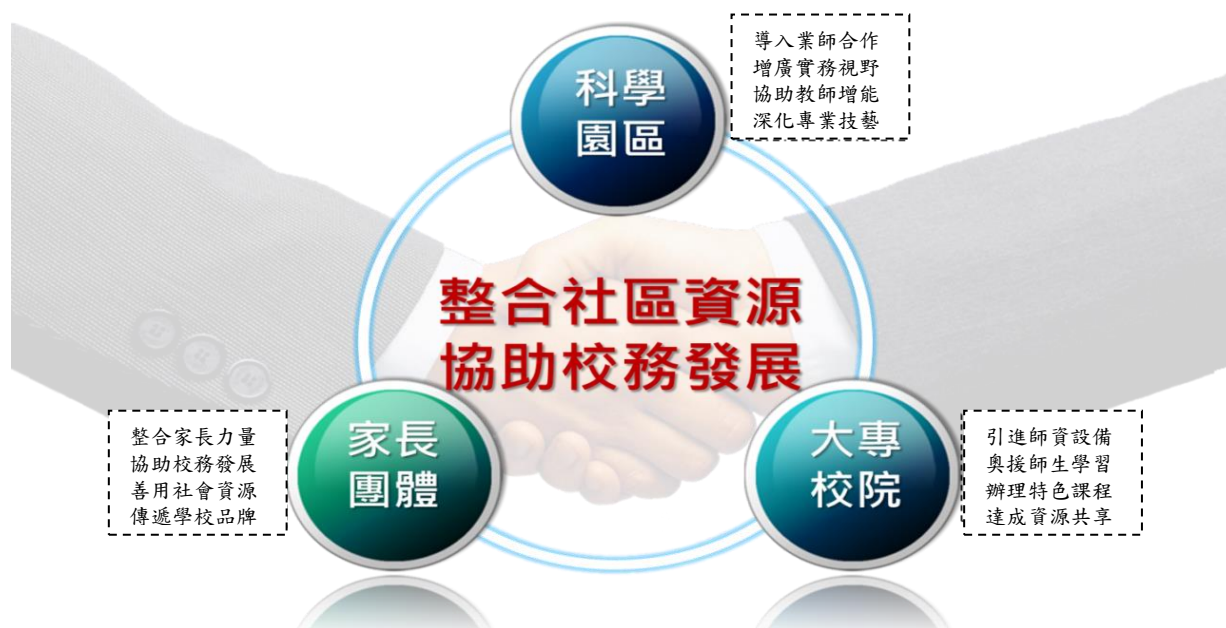 科學
園區
導入業師合作
增廣實務視野
協助教師增能
深化專業技藝
整合社區資源
協助校務發展
家長
團體
整合家長力量
協助校務發展
善用社會資源
傳遞學校品牌
大專
校院
引進師資設備
奧援師生學習
辦理特色課程
達成資源共享